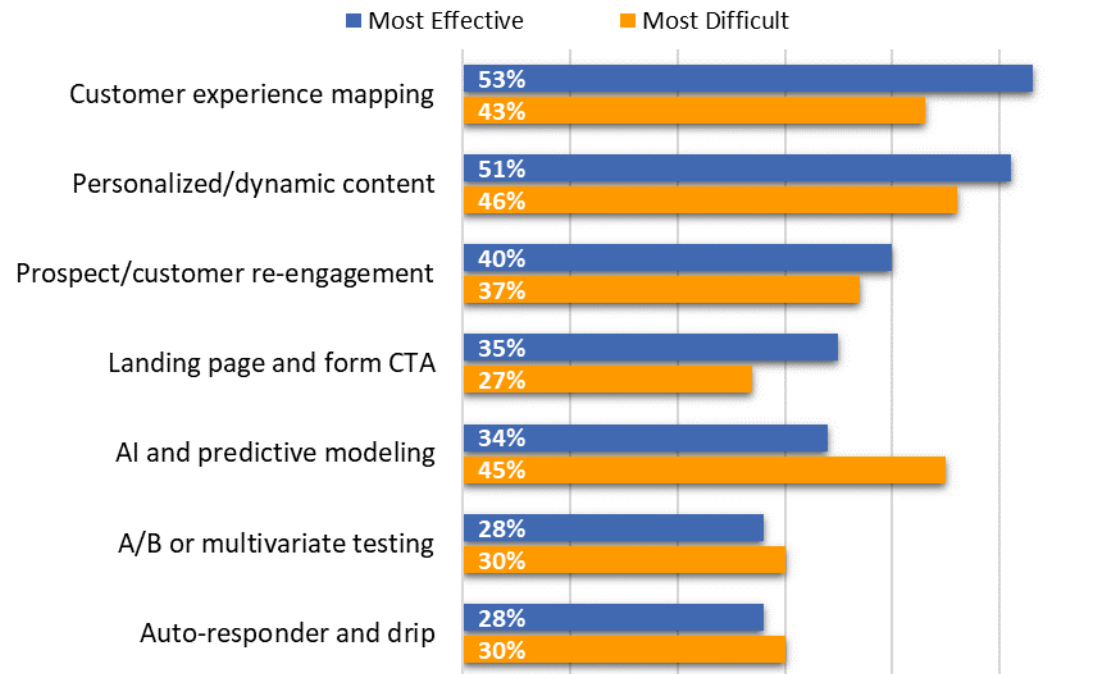 Most Effective
Most Difficult
Customer experience mapping
53%
43%
Personalized/dynamic content
51%
46%
Prospect/customer re-engagement
40%
37%
Landing page and form CTA
35%
27%
AI and predictive modeling
34%
45%
A/B or multivariate testing
28%
30%
Auto-responder and drip
28%
30%